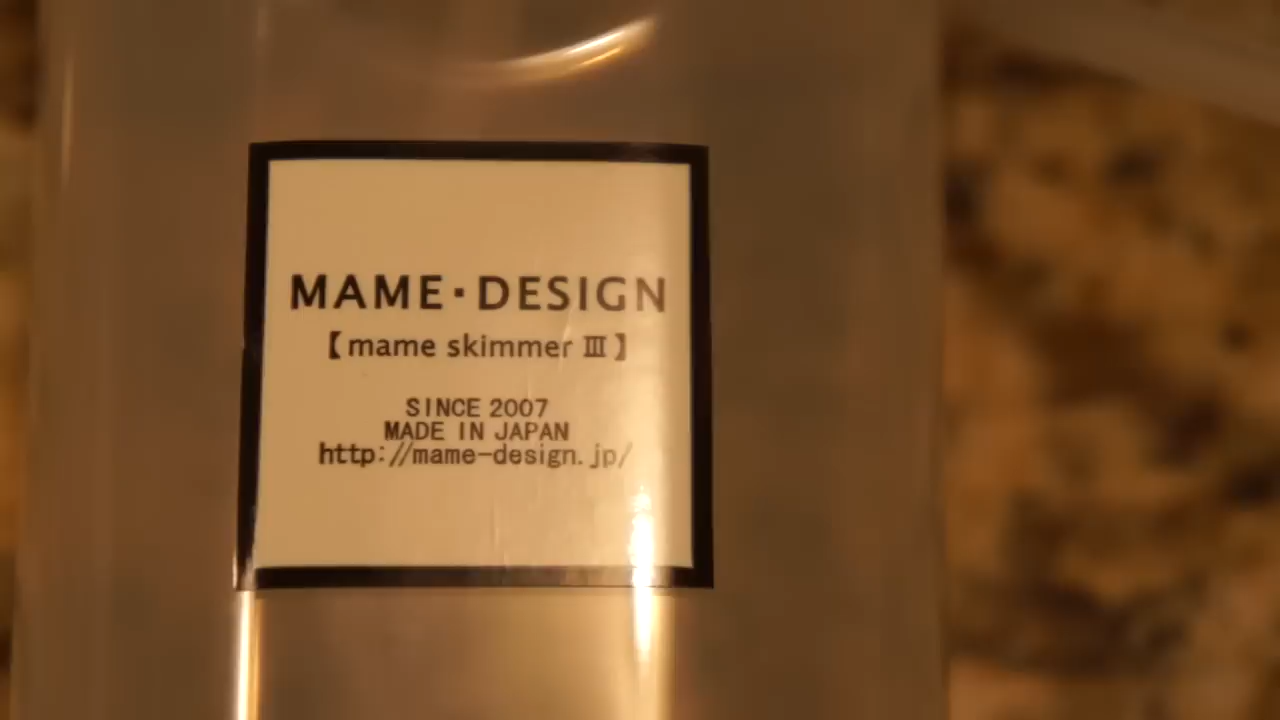 MAME·DESIGN
【mame skimmer Ⅲ】
SINCE 2007
MADE IN JAPAN
http://mame-design.jp/